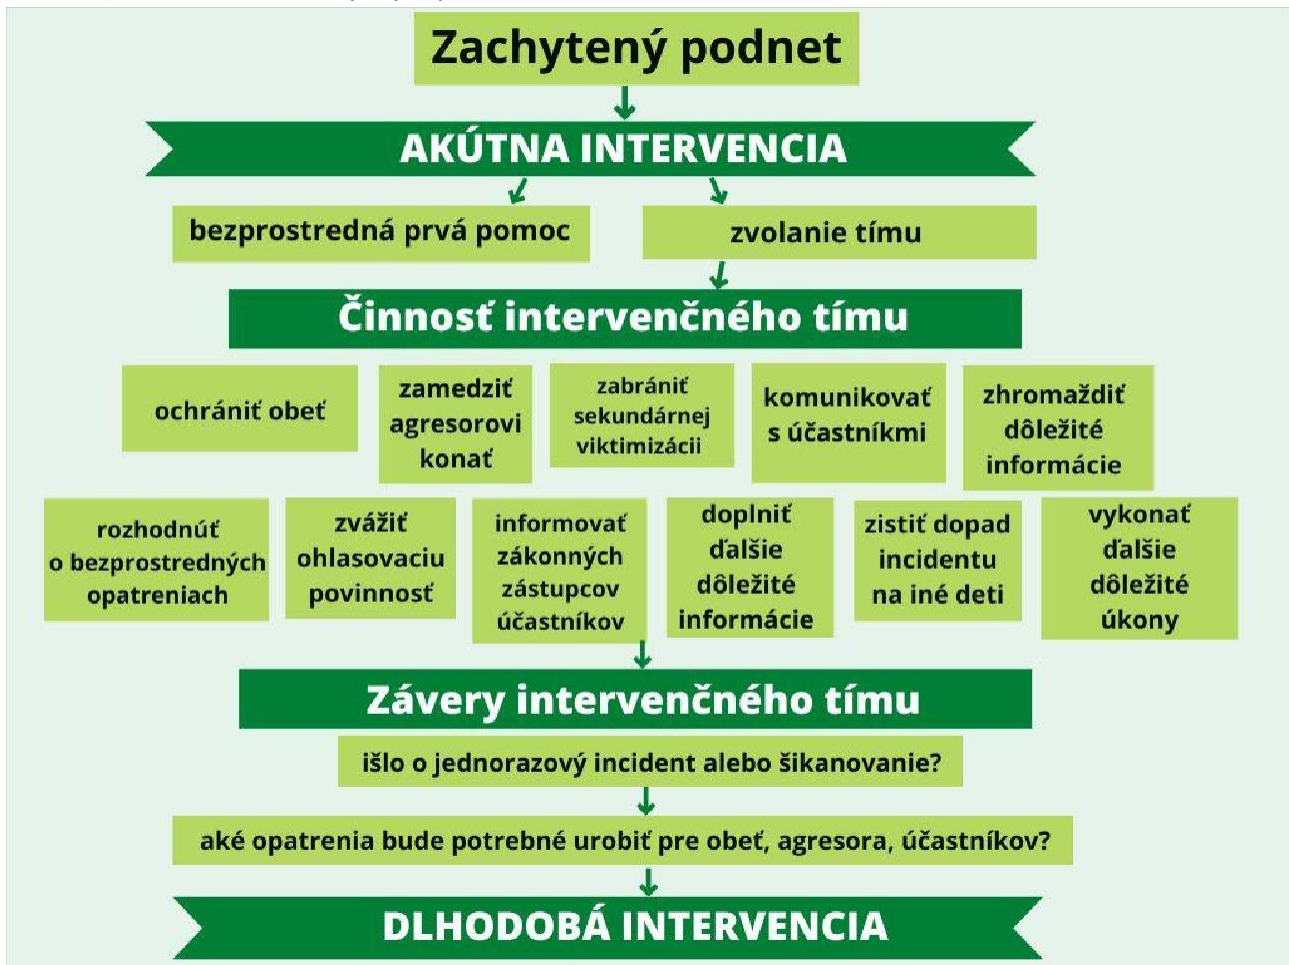 Zachytený podnet
AKÚTNA INTERVENCIA
bezprostredná prvá pomoc
zvolanie tímu
Činnosť intervenčného tímu
ochrániť obeť
zamedziť
agresorovi
konať
zabrániť
sekundárnej
viktimizácii
komunikovať
s účastníkmi
zhromaždiť
dôležité
informácie
rozhodnúť
o bezprostredných
opatreniach
zvážiť
ohlasovaciu
povinnosť
informovať
zákonných
zástupcov
účastníkov
doplniť
ďalšie
dôležité
informácie
zistiť dopad
incidentu
na iné deti
vykonať
ďalšie
dôležité
úkony
Závery intervenčného tímu
išlo o jednorazový incident alebo šikanovanie?
aké opatrenia bude potrebné urobiť pre obeť, agresora, účastníkov?
DLHODOBÁ INTERVENCIA